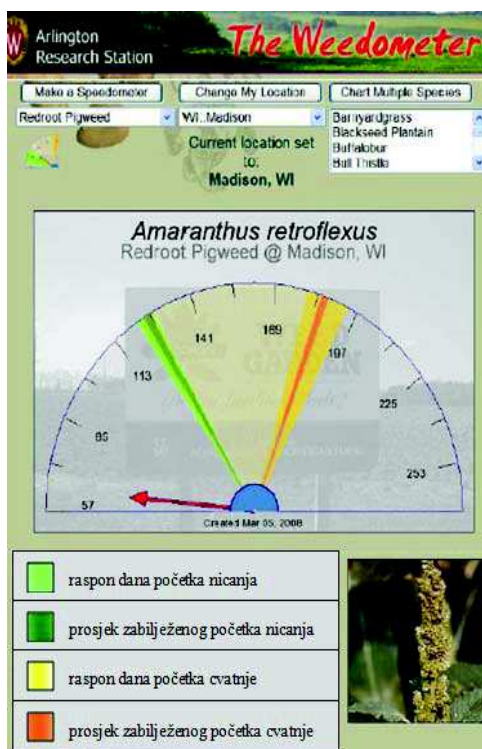 W
Arlington
Research Station
The Weedometer
Make a Speedometer
Change My Location
Chart Multiple Species
Redroot Pigweed
WI, Madison
Barnyardgrass
Blackseed Plantain
Buffalobur
Bull Thistle
Current location set
to:
Madison, WI
Amaranthus retroflexus
Redroot Pigweed @ Madison, WI
57
85
113
141
169
197
225
253
GARDEN
Created Mar 05, 2008
raspon dana početka nicanja
prosjek zabilježenog početka nicanja
raspon dana početka cvatnje
prosjek zabilježenog početka cvatnje